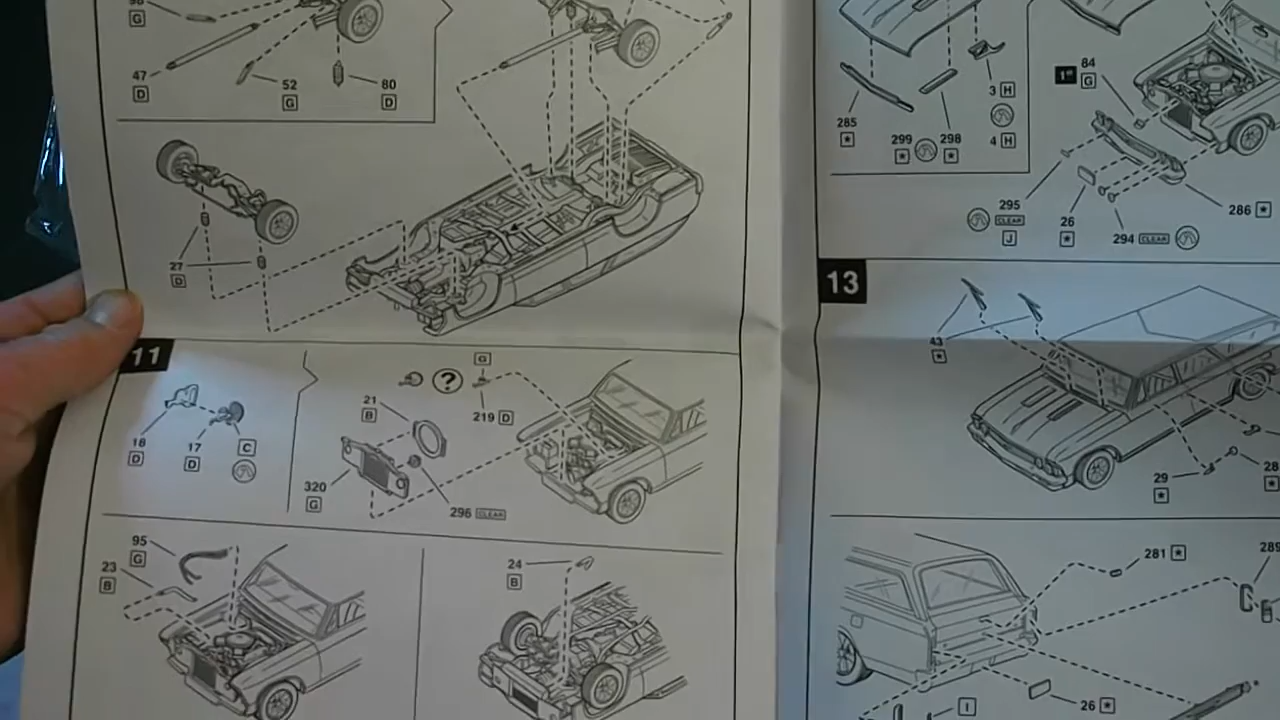 G
47
D
52
G
80
D
27
D
11
18
D
17
D
C
21
B
?
G
219 D
320
G
296 CLEAR
95
G
23
B
24
B
285
★
299
★
298
★
3 H
4 H
1st
84
G
295
CLEAR
J
26
★
294 CLEAR
286 ★
13
43
★
29
★
28
★
281 ★
289
26 ★
I